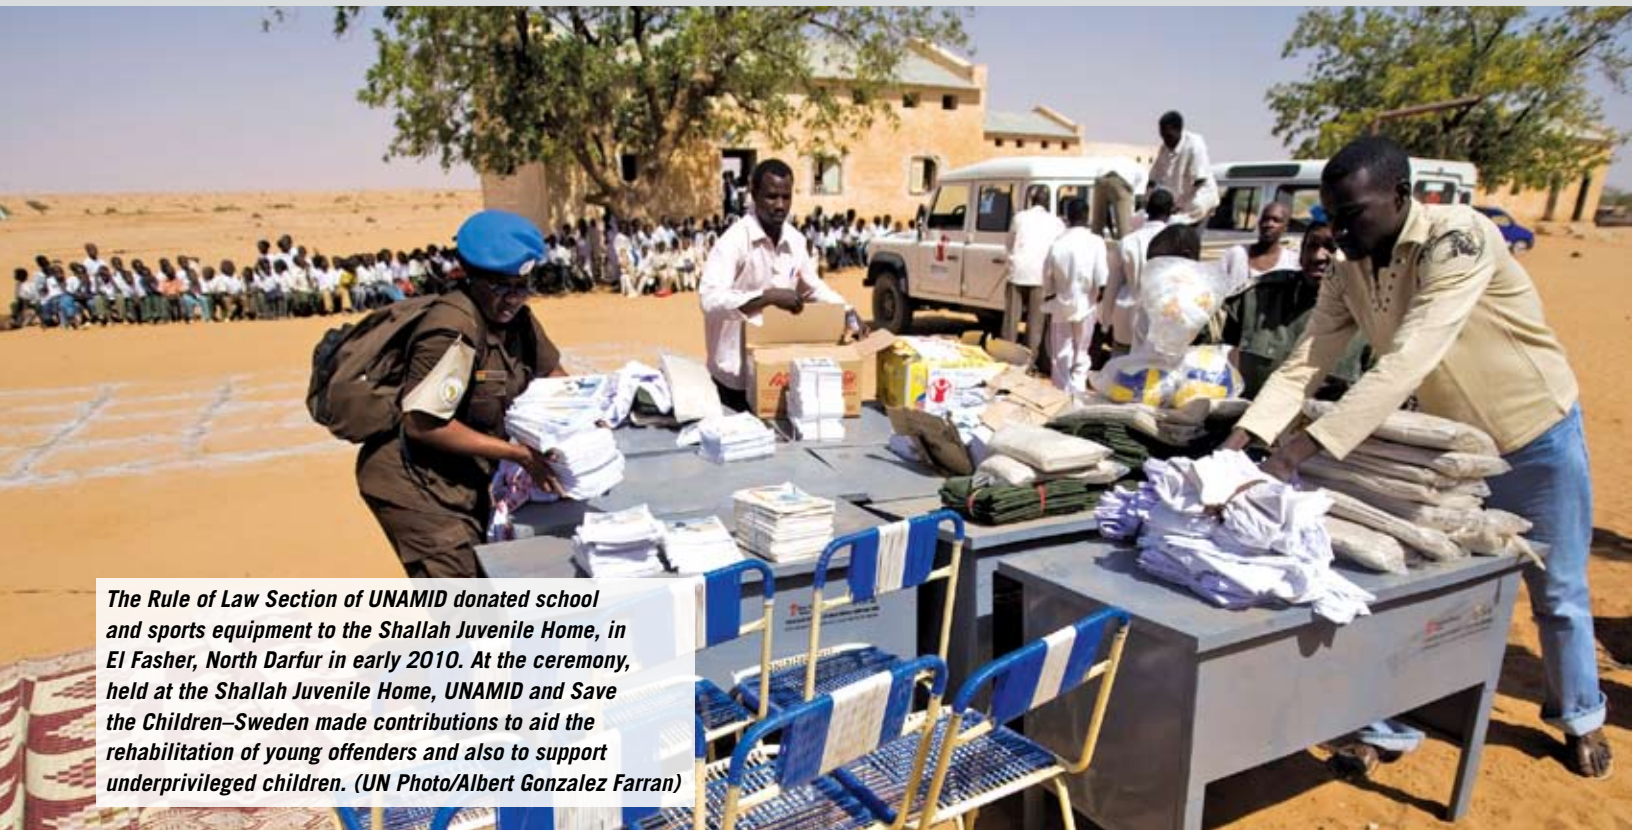 The Rule of Law Section of UNAMID donated school
and sports equipment to the Shallah Juvenile Home, in
El Fasher, North Darfur in early 2010. At the ceremony,
held at the Shallah Juvenile Home, UNAMID and Save
the Children–Sweden made contributions to aid the
rehabilitation of young offenders and also to support
underprivileged children. (UN Photo/Albert Gonzalez Farran)